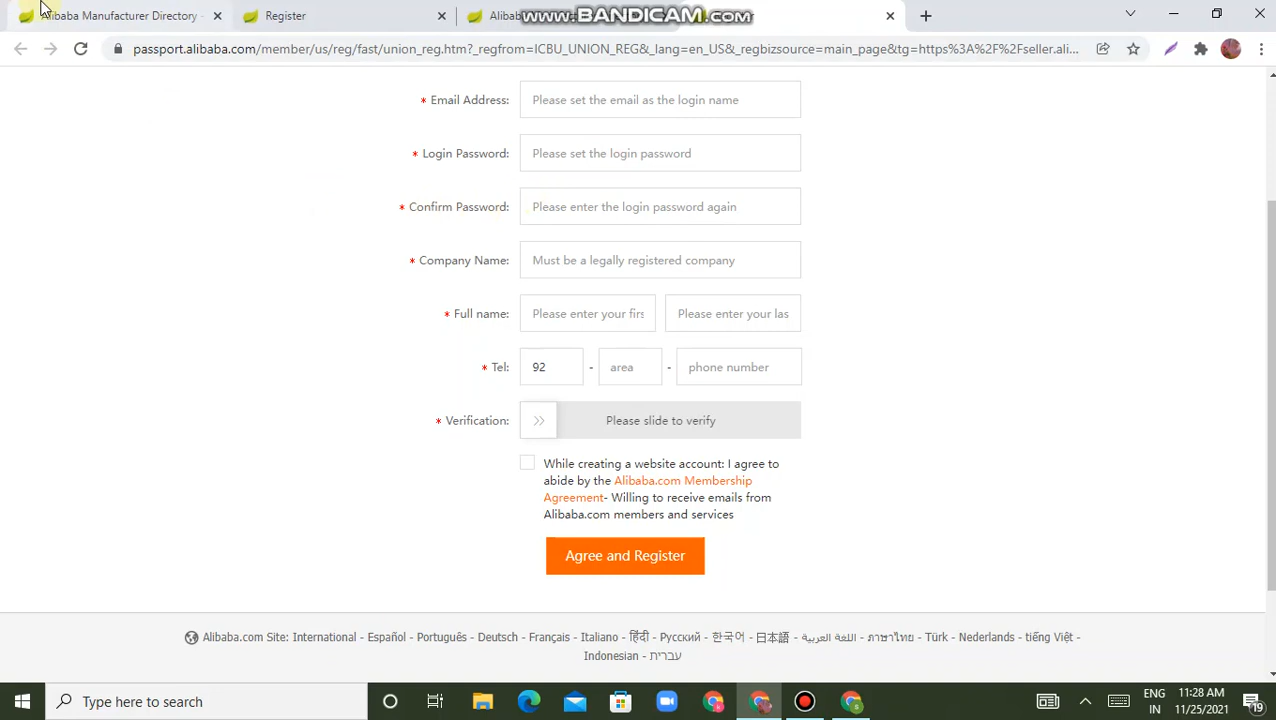 Alibaba Manufacturer Directory -
Register
Alibab
www.BANDICAM.com
passport.alibaba.com/member/us/reg/fast/union_reg.htm?_regfrom=ICBU_UNION_REG&_lang=en_US&_regbizsource=main_page&tg=https%3A%2F%2Fseller.ali...
* Email Address: Please set the email as the login name
* Login Password: Please set the login password
* Confirm Password: Please enter the login password again
* Company Name: Must be a legally registered company
* Full name: Please enter your firs Please enter your las
* Tel: 92 - area - phone number
* Verification: Please slide to verify
While creating a website account: I agree to
abide by the Alibaba.com Membership
Agreement- Willing to receive emails from
Alibaba.com members and services
Agree and Register
Alibaba.com Site: International - Español - Português - Deutsch - Français - Italiano - हिंदी - Pусский - 한국어 - 日本語 - اللغة العربية - ภาษาไทย - Türk - Nederlands - tiếng Việt -
Indonesian - עברית
Type here to search
ENG
IN
11:28 AM
11/25/2021
19